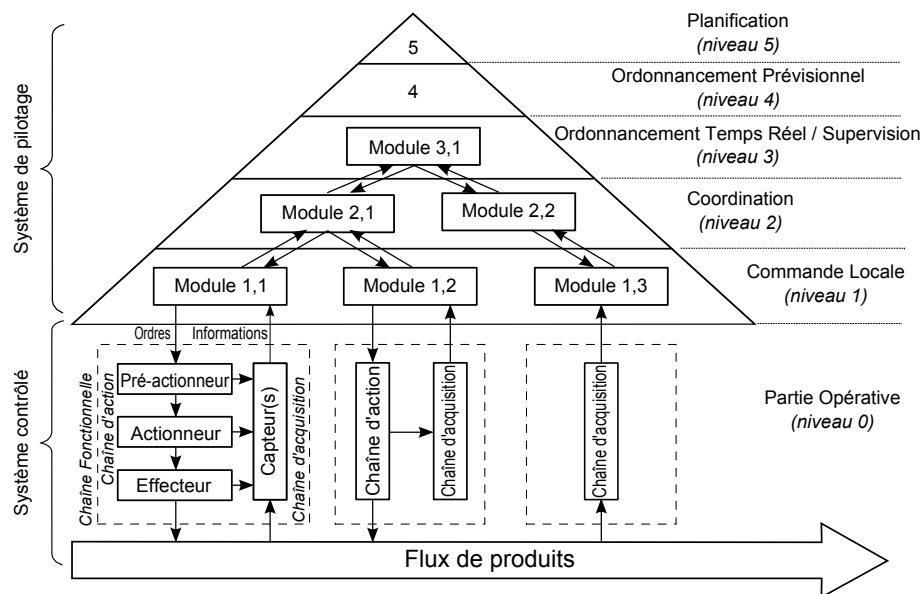 Système de pilotage
Système contrôlé
5
4
Planification
(niveau 5)
Ordonnancement Prévisionnel
(niveau 4)
Ordonnancement Temps Réel / Supervision
(niveau 3)
Module 3,1
Coordination
(niveau 2)
Module 2,1
Module 2,2
Commande Locale
(niveau 1)
Module 1,1
Module 1,2
Module 1,3
Ordres
Informations
Chaîne Fonctionnelle
Chaîne d'action
Pré-actionneur
Actionneur
Effecteur
Capteur(s)
Chaîne d'acquisition
Chaîne d'action
Chaîne d'acquisition
Chaîne d'acquisition
Partie Opérative
(niveau 0)
Flux de produits